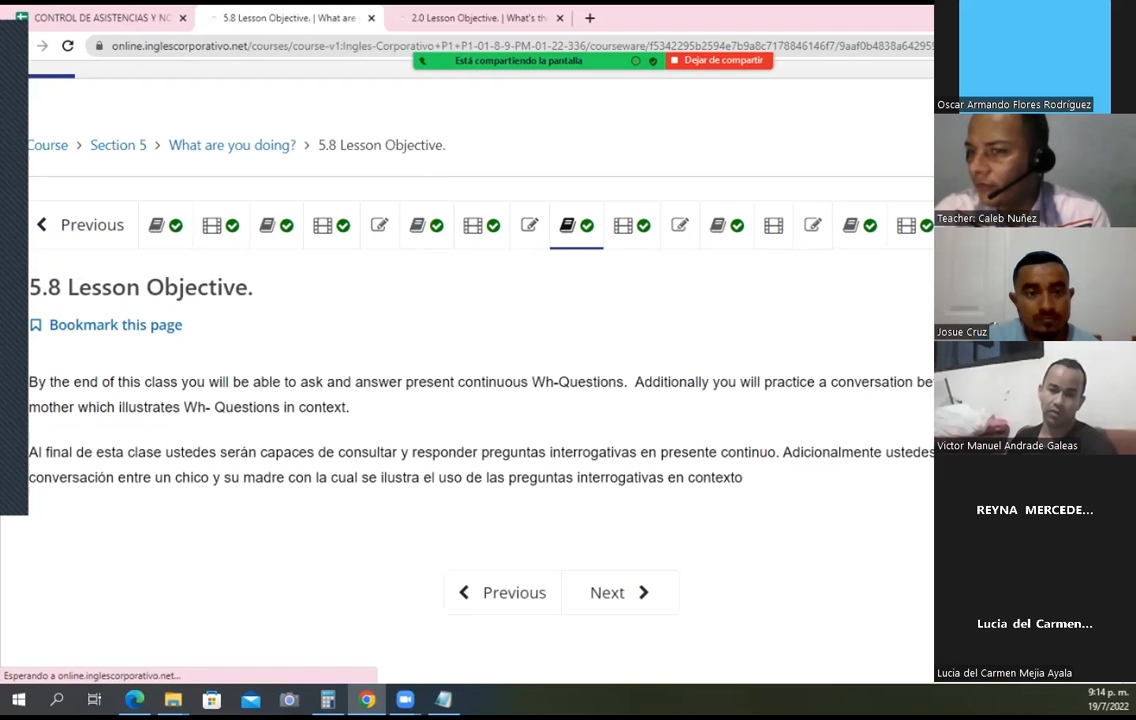 CONTROL DE ASISTENCIAS Y NO
5.8 Lesson Objective. | What are
2.0 Lesson Objective. | What's th
online.inglescorporativo.net/courses/course-v1:Ingles-Corporativo+P1+P1-01-8-9-PM-01-22-336/courseware/f5342295b2594e7b9a8c7178846146f7/9aaf0b4838a642959
Está compartiendo la pantalla
Dejar de compartir
Course > Section 5 > What are you doing? > 5.8 Lesson Objective.
Previous
5.8 Lesson Objective.
Bookmark this page
By the end of this class you will be able to ask and answer present continuous Wh-Questions. Additionally you will practice a conversation be
mother which illustrates Wh- Questions in context.
Al final de esta clase ustedes serán capaces de consultar y responder preguntas interrogativas en presente continuo. Adicionalmente ustedes
conversación entre un chico y su madre con la cual se ilustra el uso de las preguntas interrogativas en contexto
Previous
Next
Esperando a online.inglescorporativo.net...
Oscar Armando Flores Rodríguez
Teacher: Caleb Nuñez
Josue Cruz
Victor Manuel Andrade Galeas
REYNA MERCEDE...
Lucia del Carmen...
Lucia del Carmen Mejia Ayala
9:14 p. m.
19/7/2022